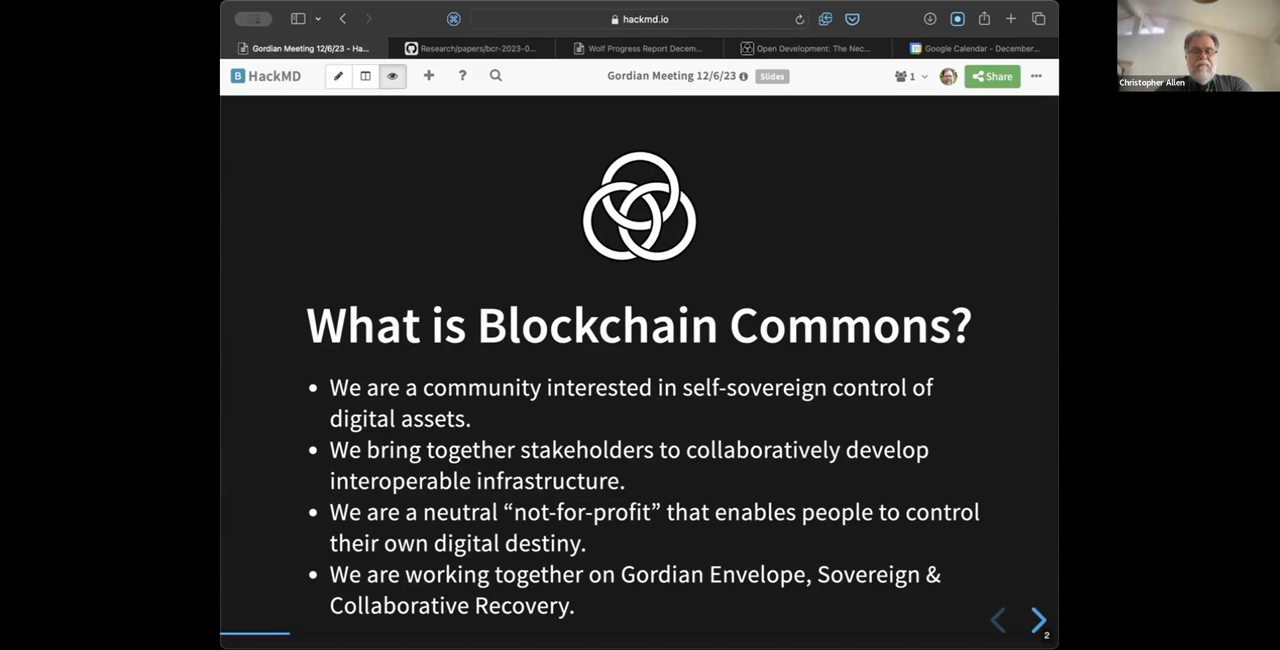 hackmd.io
Gordian Meeting 12/6/23 - Ha...
Research/papers/bcr-2023-0...
Wolf Progress Report Decem...
Open Development: The Nec...
Google Calendar - December...
B HackMD
?
Gordian Meeting 12/6/23
Slides
1
Share
Christopher Allen
What is Blockchain Commons?
• We are a community interested in self-sovereign control of
digital assets.
• We bring together stakeholders to collaboratively develop
interoperable infrastructure.
• We are a neutral “not-for-profit” that enables people to control
their own digital destiny.
• We are working together on Gordian Envelope, Sovereign &
Collaborative Recovery.
2